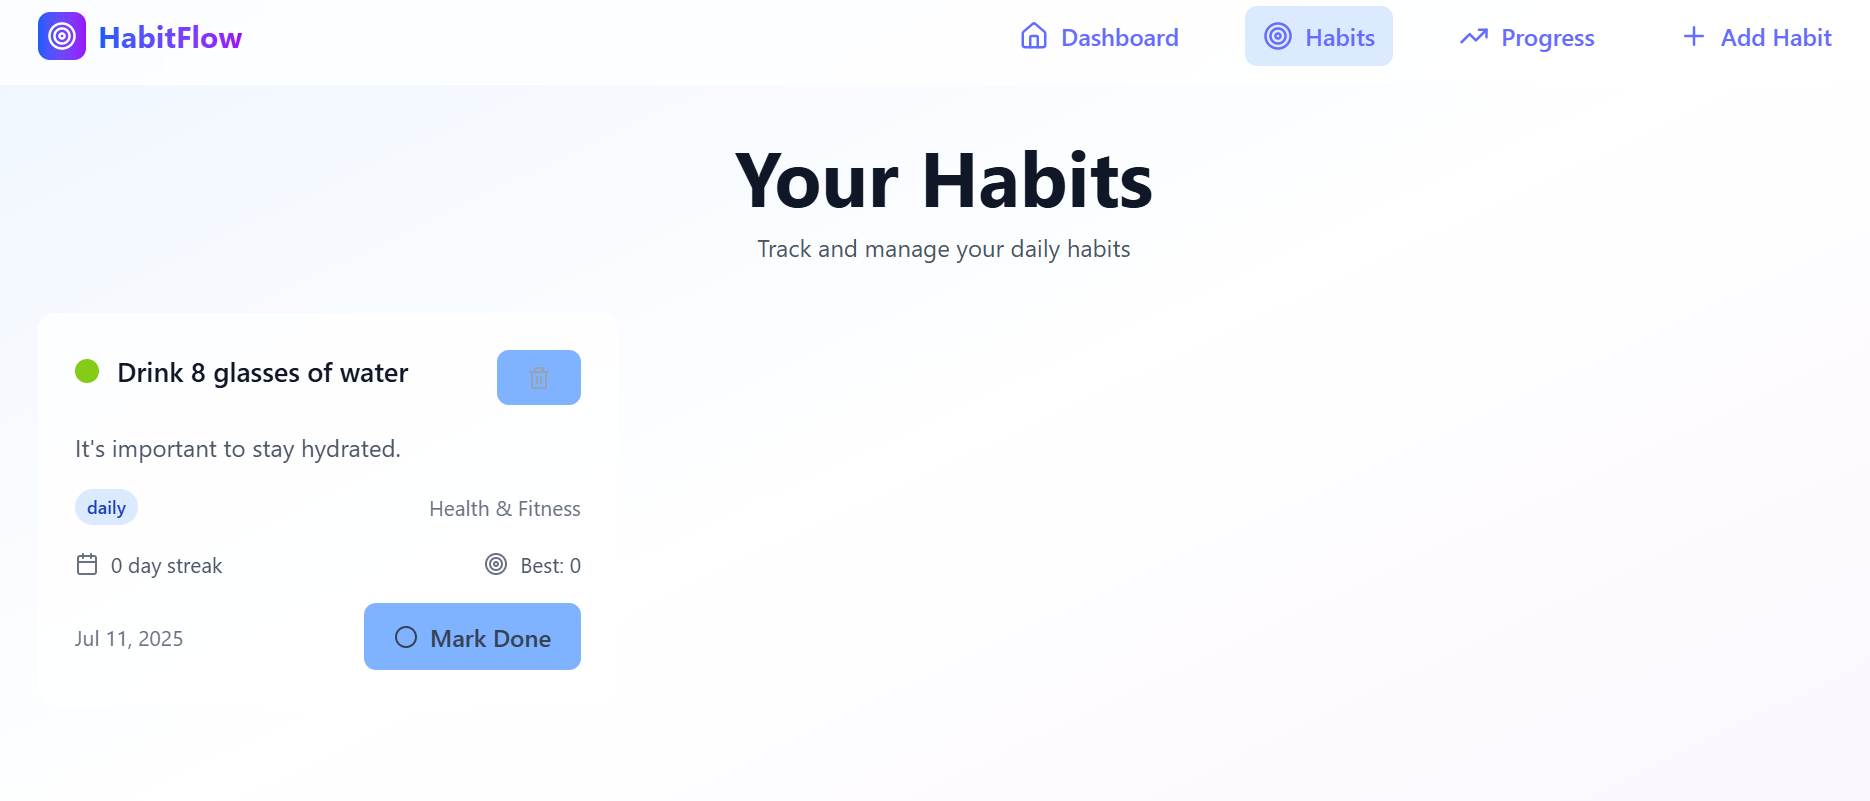 HabitFlow
Dashboard
Habits
Progress
Add Habit
Your Habits
Track and manage your daily habits
Drink 8 glasses of water
It's important to stay hydrated.
daily
Health & Fitness
0 day streak
Best: 0
Jul 11, 2025
Mark Done